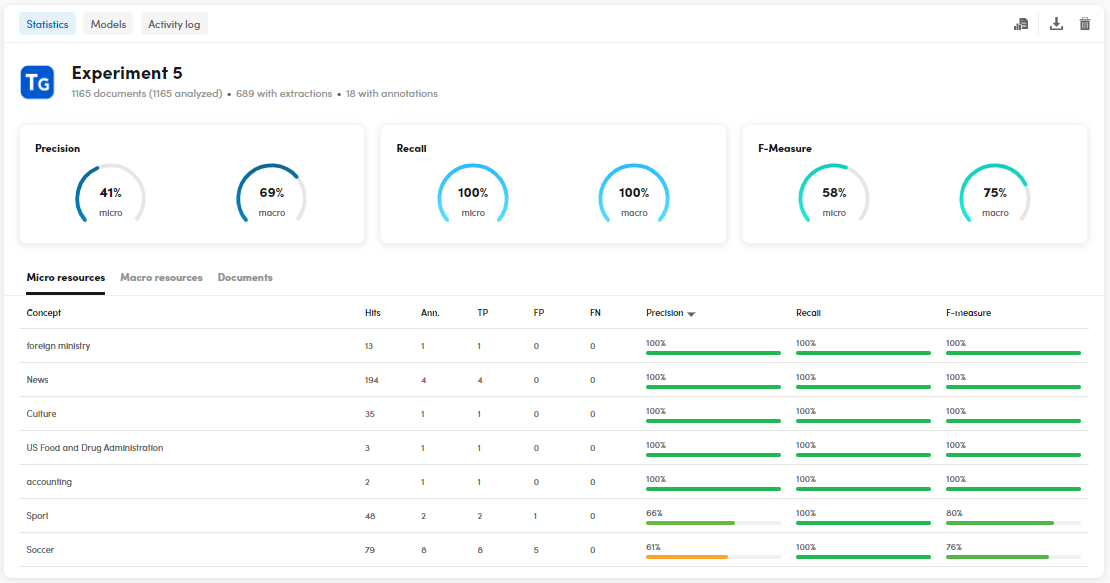 Statistics Models Activity log
TG Experiment 5
1165 documents (1165 analyzed) • 689 with extractions • 18 with annotations
Precision Recall F-Measure
41% 69% 100% 100% 58% 75%
micro macro micro macro micro macro
Micro resources Macro resources Documents
Concept Hits Ann. TP FP FN Precision Recall F-measure
foreign ministry 13 1 1 0 0 100% 100% 100%
News 194 4 4 0 0 100% 100% 100%
Culture 35 1 1 0 0 100% 100% 100%
US Food and Drug Administration 3 1 1 0 0 100% 100% 100%
accounting 2 1 1 0 0 100% 100% 100%
Sport 48 2 2 1 0 66% 100% 80%
Soccer 79 8 8 5 0 61% 100% 76%